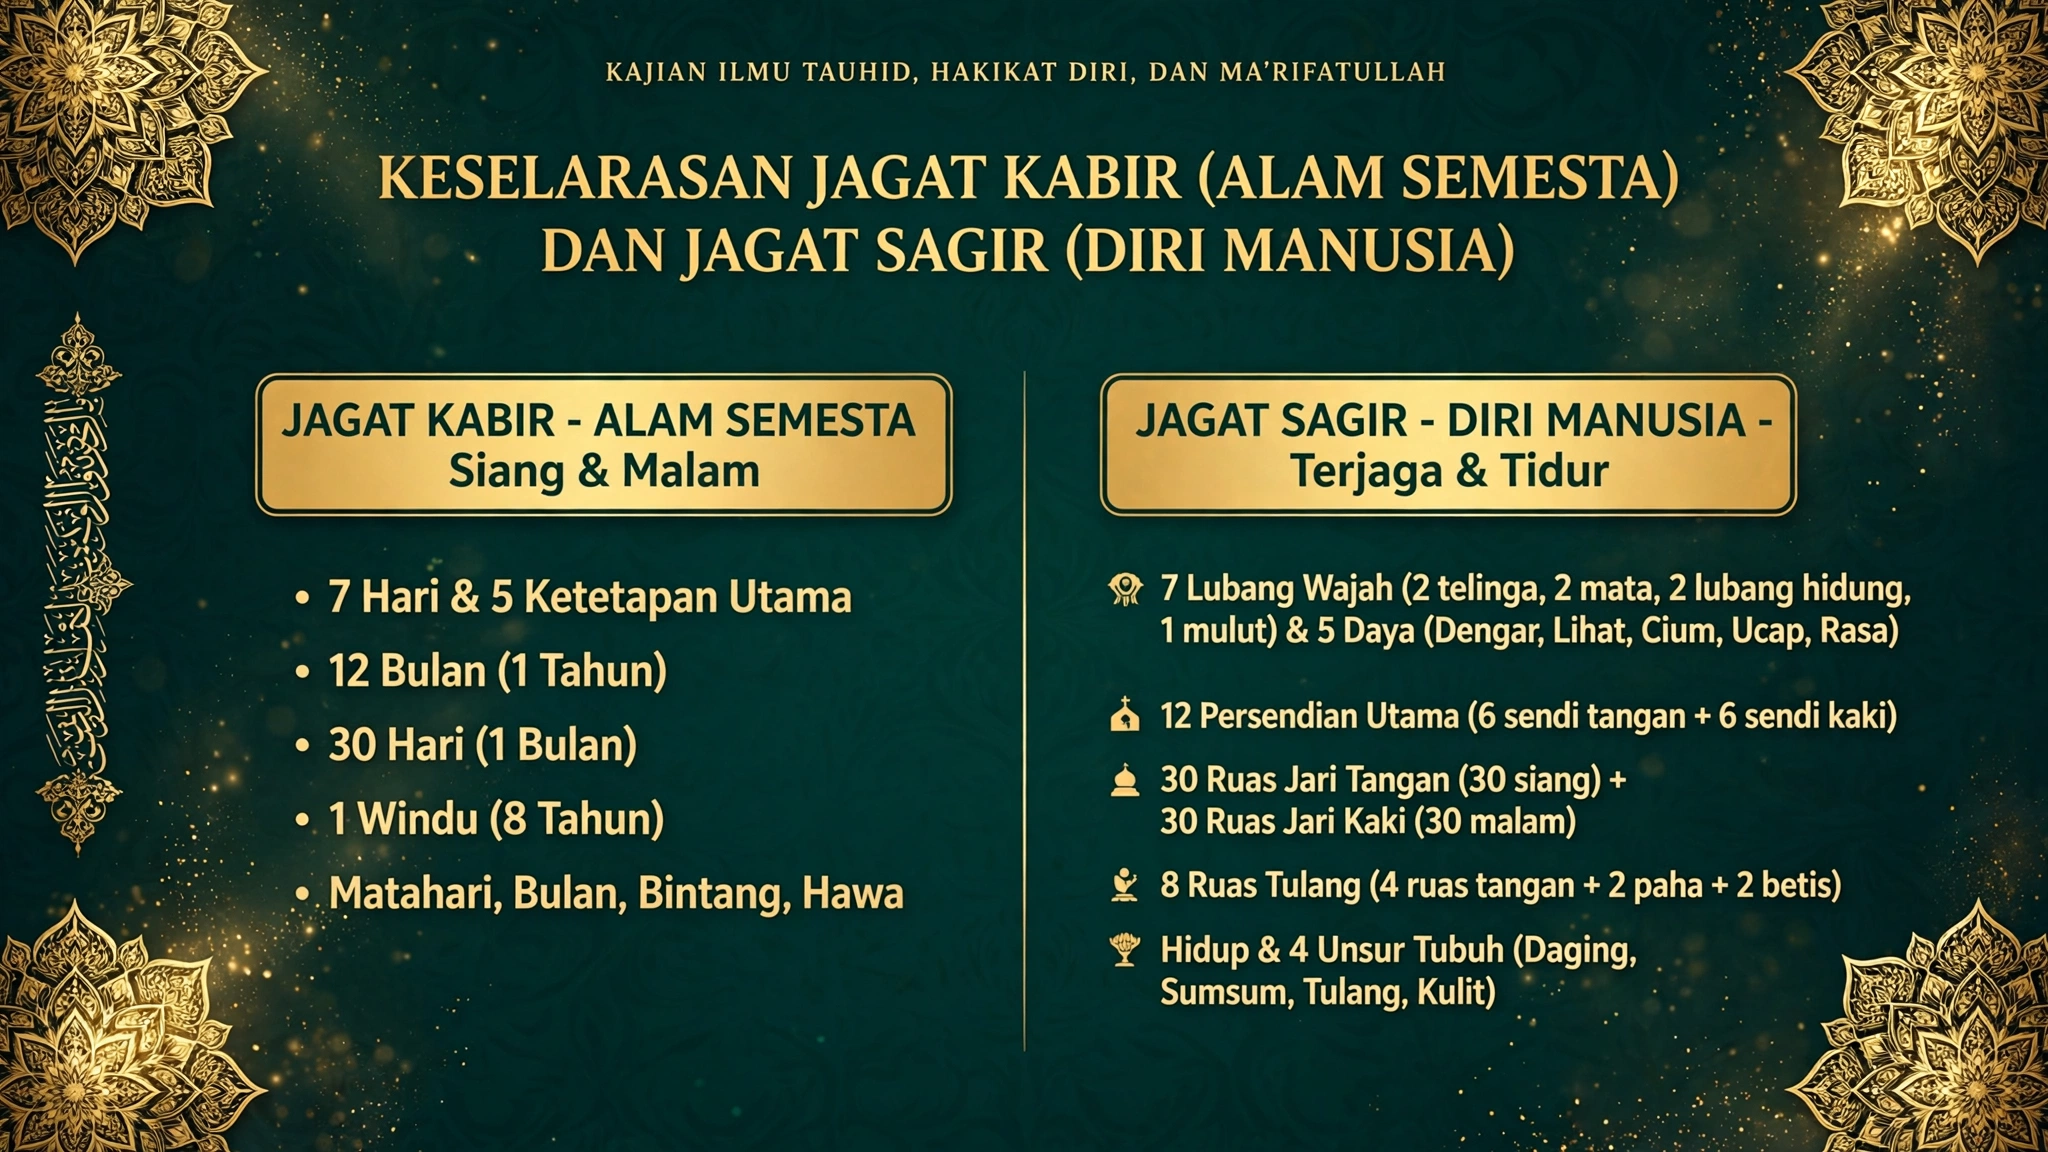 KAJIAN ILMU TAUHID, HAKIKAT DIRI, DAN MA'RIFATULLAH
KESELARASAN JAGAT KABIR (ALAM SEMESTA)
DAN JAGAT SAGIR (DIRI MANUSIA)
JAGAT KABIR - ALAM SEMESTA
Siang & Malam
• 7 Hari & 5 Ketetapan Utama
• 12 Bulan (1 Tahun)
• 30 Hari (1 Bulan)
• 1 Windu (8 Tahun)
• Matahari, Bulan, Bintang, Hawa
JAGAT SAGIR - DIRI MANUSIA -
Terjaga & Tidur
7 Lubang Wajah (2 telinga, 2 mata, 2 lubang hidung,
1 mulut) & 5 Daya (Dengar, Lihat, Cium, Ucap, Rasa)
12 Persendian Utama (6 sendi tangan + 6 sendi kaki)
30 Ruas Jari Tangan (30 siang) +
30 Ruas Jari Kaki (30 malam)
8 Ruas Tulang (4 ruas tangan + 2 paha + 2 betis)
Hidup & 4 Unsur Tubuh (Daging,
Sumsum, Tulang, Kulit)